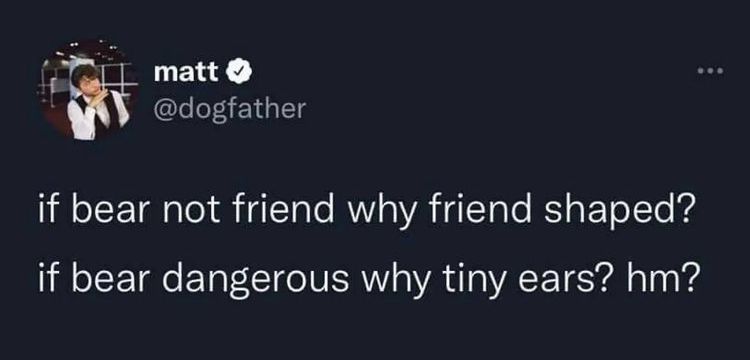 matt
@dogfather
if bear not friend why friend shaped?
if bear dangerous why tiny ears? hm?